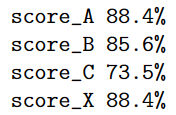 score_A 88.4%
score_B 85.6%
score_C 73.5%
score_X 88.4%